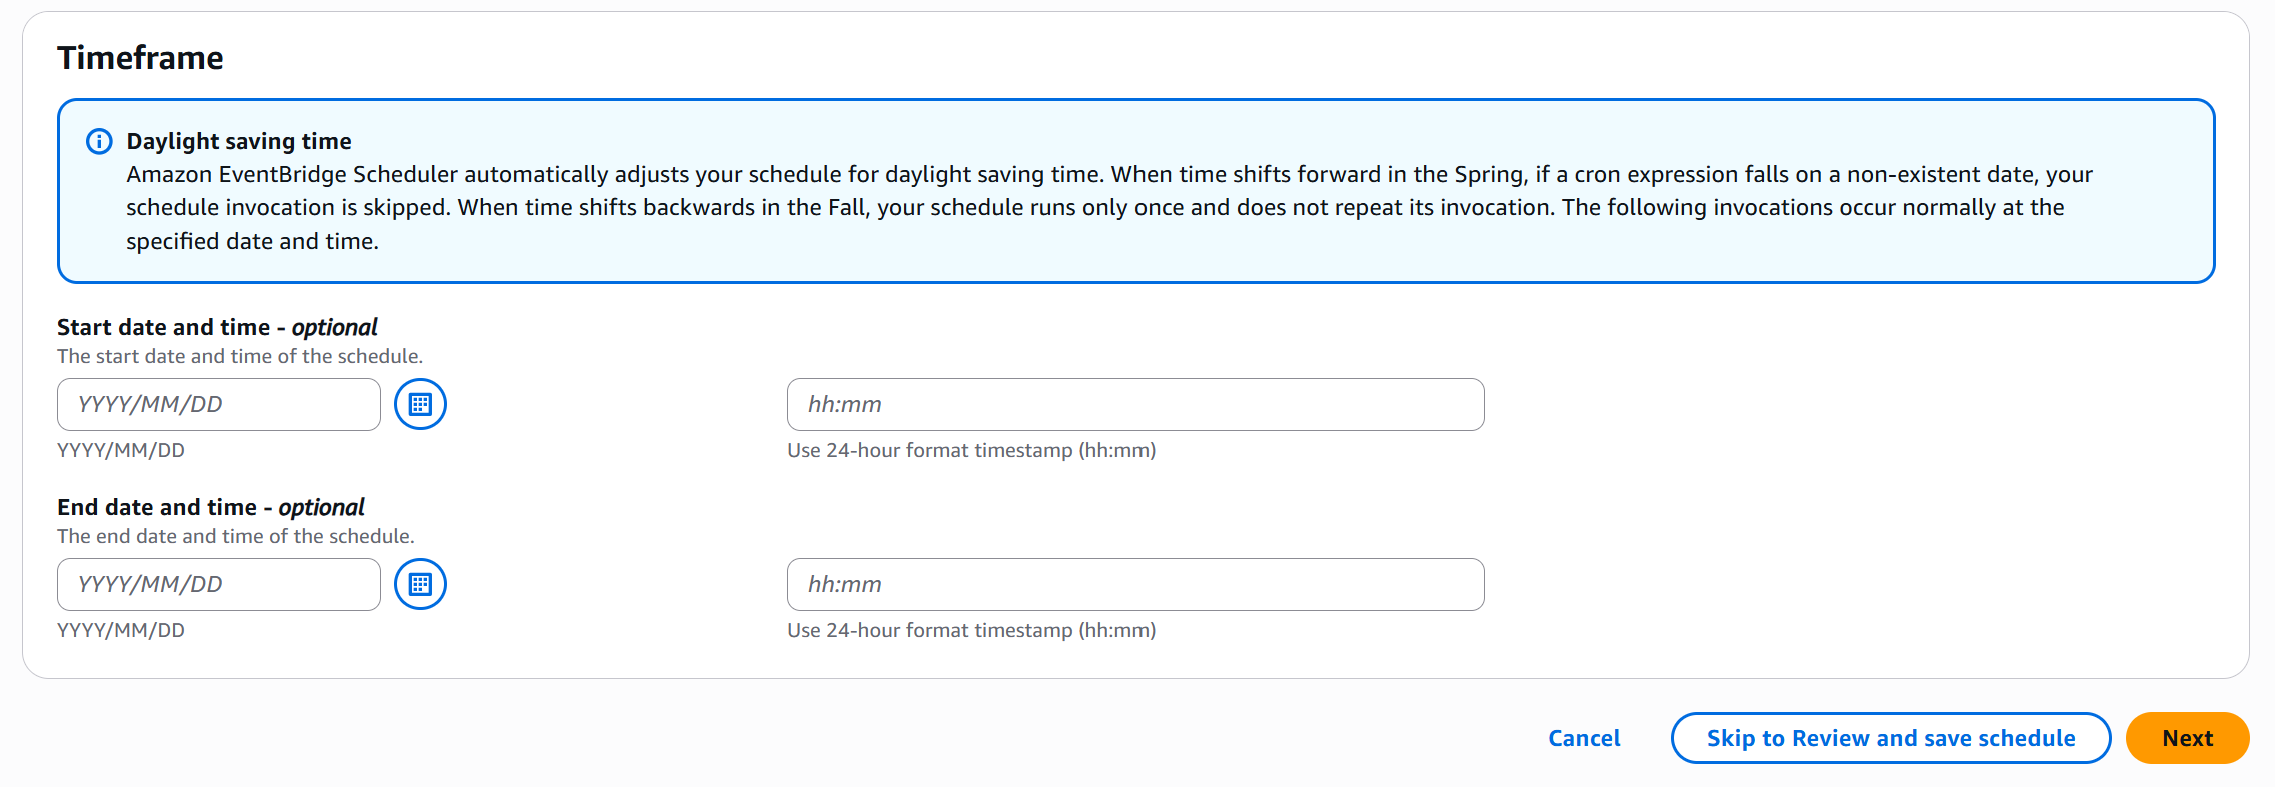 Timeframe
Daylight saving time
Amazon EventBridge Scheduler automatically adjusts your schedule for daylight saving time. When time shifts forward in the Spring, if a cron expression falls on a non-existent date, your
schedule invocation is skipped. When time shifts backwards in the Fall, your schedule runs only once and does not repeat its invocation. The following invocations occur normally at the
specified date and time.
Start date and time - optional
The start date and time of the schedule.
YYYY/MM/DD
hh:mm
YYYY/MM/DD
Use 24-hour format timestamp (hh:mm)
End date and time - optional
The end date and time of the schedule.
YYYY/MM/DD
hh:mm
YYYY/MM/DD
Use 24-hour format timestamp (hh:mm)
Cancel
Skip to Review and save schedule
Next